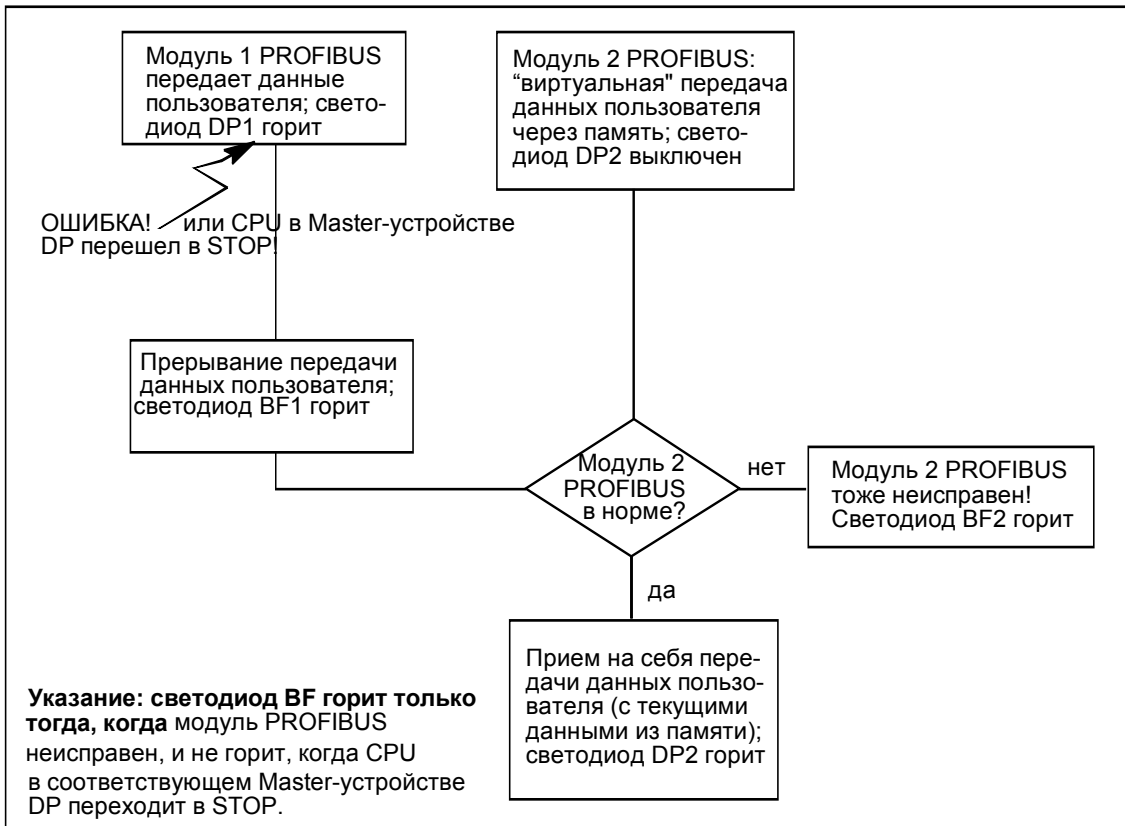 Модуль 1 PROFIBUS
передает данные
пользователя; свето-
диод DP1 горит
Модуль 2 PROFIBUS:
“виртуальная" передача
данных пользователя
через память; свето-
диод DP2 выключен
ОШИБКА! или CPU в Master-устройстве
DP перешел в STOP!
Прерывание передачи
данных пользователя;
светодиод BF1 горит
Модуль 2
PROFIBUS
в норме?
нет
Модуль 2 PROFIBUS
тоже неисправен!
Светодиод BF2 горит
да
Прием на себя пере-
дачи данных пользо-
вателя (с текущими
данными из памяти);
светодиод DP2 горит
Указание: светодиод BF горит только
тогда, когда модуль PROFIBUS
неисправен, и не горит, когда CPU
в соответствующем Master-устройстве
DP переходит в STOP.